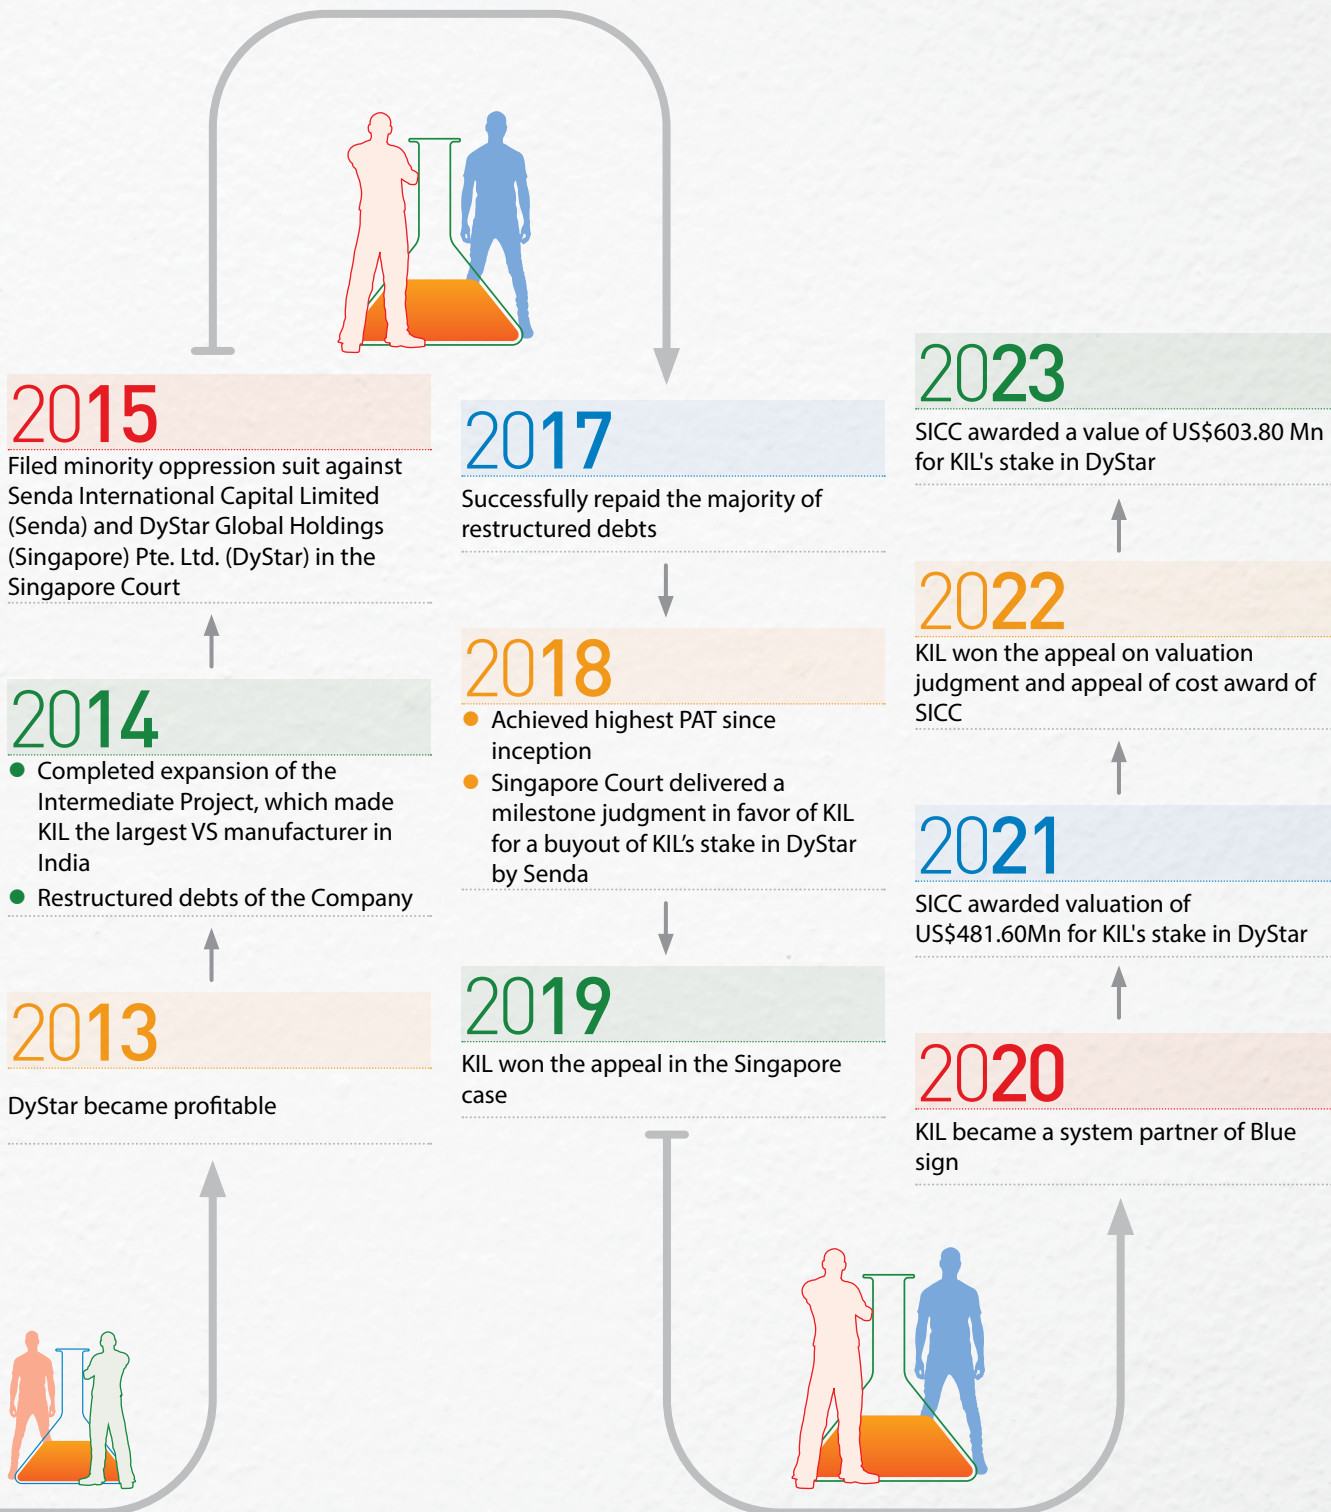 2015
Filed minority oppression suit against
Senda International Capital Limited
(Senda) and DyStar Global Holdings
(Singapore) Pte. Ltd. (DyStar) in the
Singapore Court
2014
● Completed expansion of the
Intermediate Project, which made
KIL the largest VS manufacturer in
India
● Restructured debts of the Company
2013
DyStar became profitable
2017
Successfully repaid the majority of
restructured debts
2018
● Achieved highest PAT since
inception
● Singapore Court delivered a
milestone judgment in favor of KIL
for a buyout of KIL’s stake in DyStar
by Senda
2019
KIL won the appeal in the Singapore
case
2023
SICC awarded a value of US$603.80 Mn
for KIL's stake in DyStar
2022
KIL won the appeal on valuation
judgment and appeal of cost award of
SICC
2021
SICC awarded valuation of
US$481.60Mn for KIL's stake in DyStar
2020
KIL became a system partner of Blue
sign